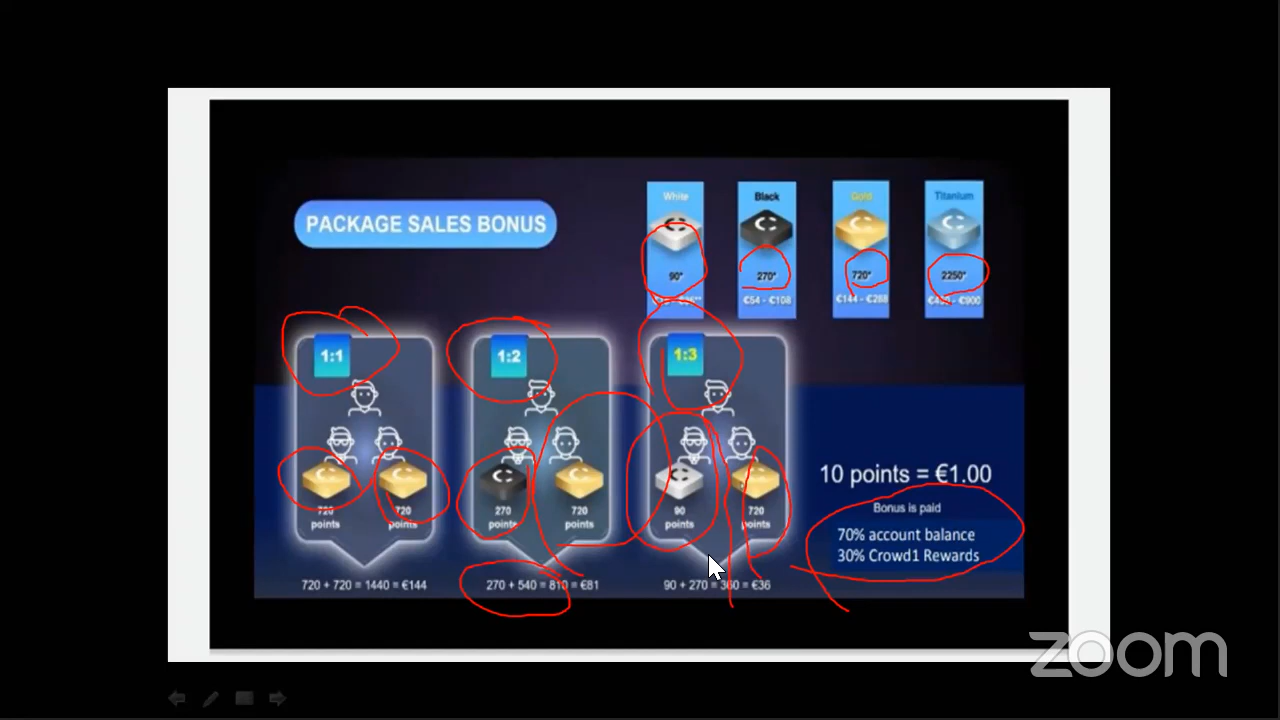 PACKAGE SALES BONUS
White
Black
Gold
Titanium
90*
270*
720*
2250*
€54 - €108
€144 - €288
- €900
1:1
1:2
1:3
720
points
720
points
270
points
720
points
90
points
720
points
10 points = €1.00
Bonus is paid
70% account balance
30% Crowd1 Rewards
720 + 720 = 1440 = €144
270 + 540 = 810 = €81
90 + 270 = 360 = €36
zoom